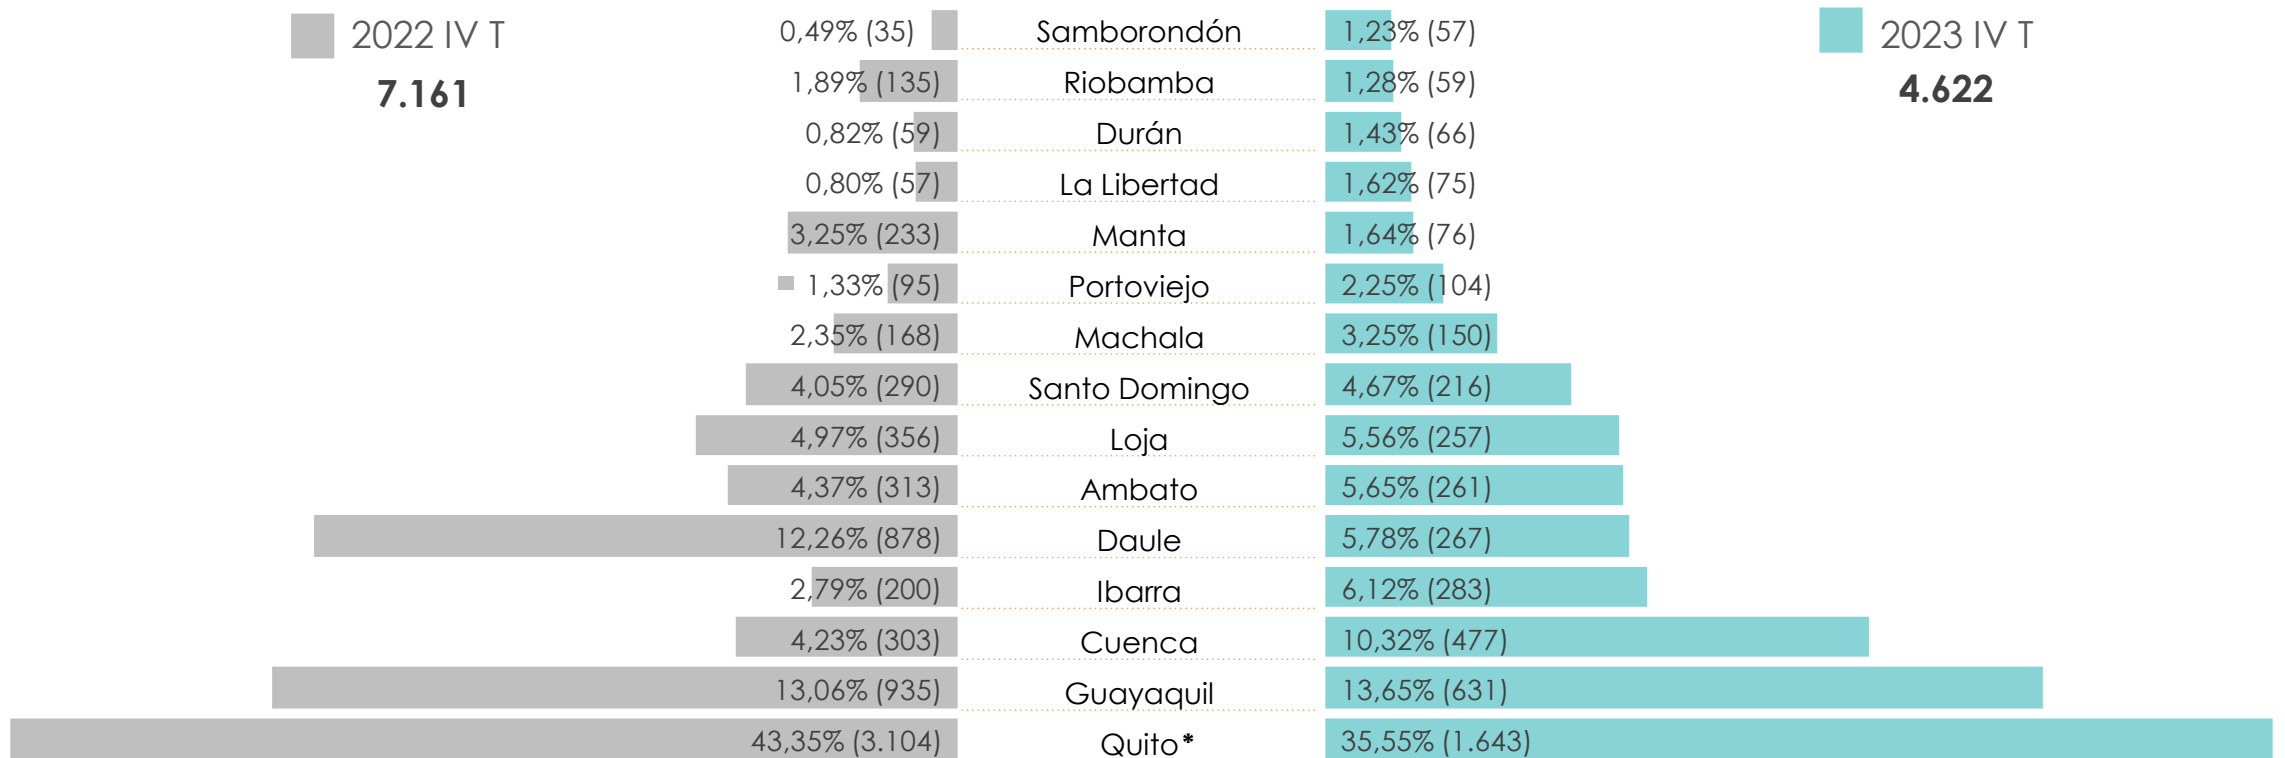 2022 IV T
7.161
2023 IV T
4.622
0,49% (35) Samborondón 1,23% (57)
1,89% (135) Riobamba 1,28% (59)
0,82% (59) Durán 1,43% (66)
0,80% (57) La Libertad 1,62% (75)
3,25% (233) Manta 1,64% (76)
1,33% (95) Portoviejo 2,25% (104)
2,35% (168) Machala 3,25% (150)
4,05% (290) Santo Domingo 4,67% (216)
4,97% (356) Loja 5,56% (257)
4,37% (313) Ambato 5,65% (261)
12,26% (878) Daule 5,78% (267)
2,79% (200) Ibarra 6,12% (283)
4,23% (303) Cuenca 10,32% (477)
13,06% (935) Guayaquil 13,65% (631)
43,35% (3.104) Quito* 35,55% (1.643)